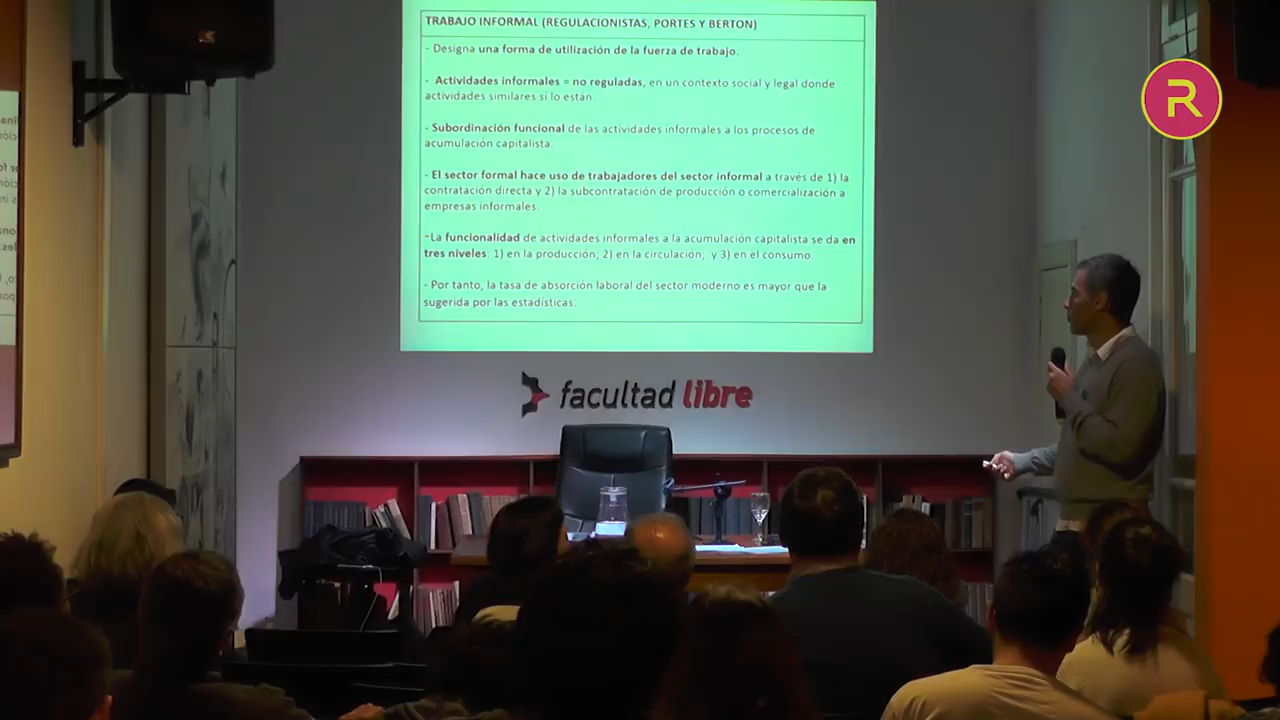 TRABAJO INFORMAL (REGULACIONISTAS, PORTES Y BERTON)
- Designa una forma de utilización de la fuerza de trabajo.
- Actividades informales = no reguladas, en un contexto social y legal donde
actividades similares sí lo están.
- Subordinación funcional de las actividades informales a los procesos de
acumulación capitalista.
- El sector formal hace uso de trabajadores del sector informal a través de 1) la
contratación directa y 2) la subcontratación de producción o comercialización a
empresas informales.
-La funcionalidad de actividades informales a la acumulación capitalista se da en
tres niveles: 1) en la producción; 2) en la circulación; y 3) en el consumo.
- Por tanto, la tasa de absorción laboral del sector moderno es mayor que la
sugerida por las estadísticas.
facultad libre
R